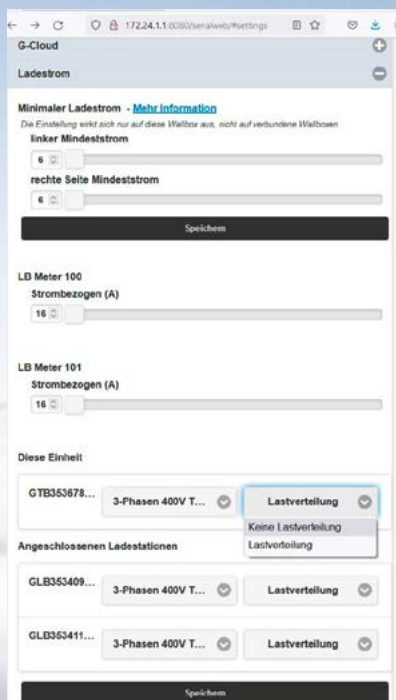 172.24.1.1:8080/seralweb/#settings
G-Cloud
Ladestrom
Minimaler Ladestrom - Mehr Information
Die Einstellung wirkt sich nur auf diese Wallbox aus, nicht auf verbundene Wallboxen
linker Mindeststrom
6
rechte Seite Mindeststrom
6
Speichern
LB Meter 100
Strombezogen (A)
16
LB Meter 101
Strombezogen (A)
16
Diese Einheit
GTB353678... 3-Phasen 400V T... Lastverteilung
Keine Lastverteilung
Lastverteilung
Angeschlossenen Ladestationen
GLB353409... 3-Phasen 400V T... Lastverteilung
GLB353411... 3-Phasen 400V T... Lastverteilung
Speichern